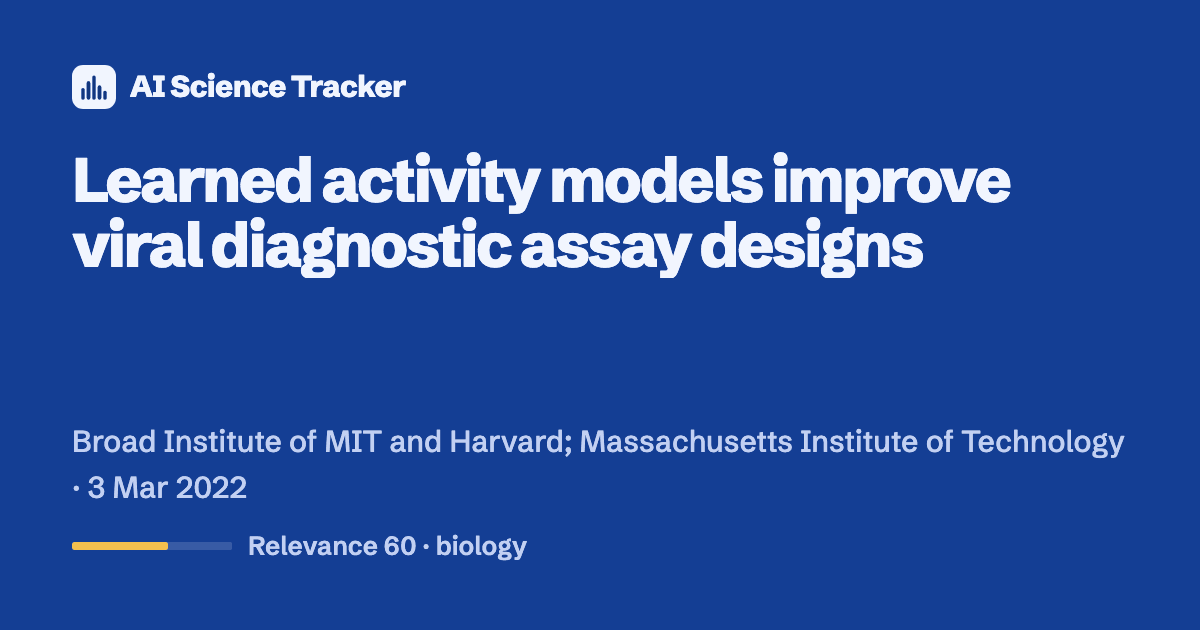 AI Science Tracker
Learned activity models improve
viral diagnostic assay designs
Broad Institute of MIT and Harvard; Massachusetts Institute of Technology
· 3 Mar 2022
Relevance 60 · biology